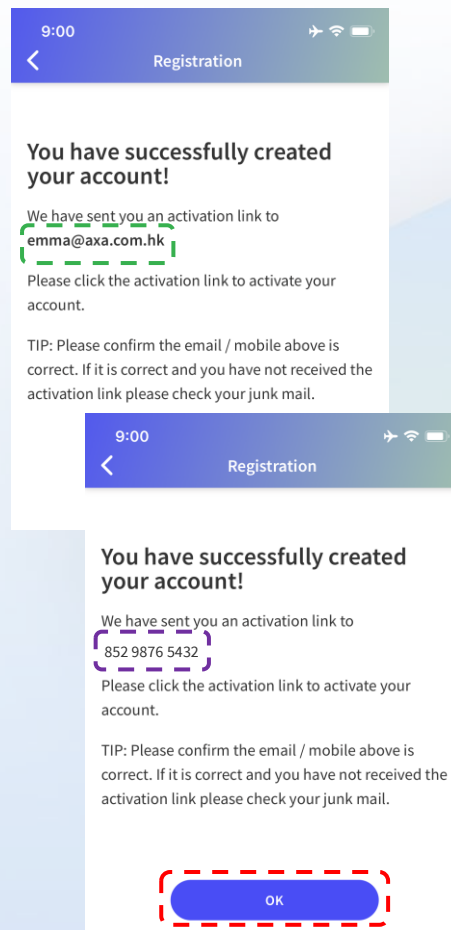 9:00
Registration
You have successfully created
your account!
We have sent you an activation link to
emma@axa.com.hk
Please click the activation link to activate your
account.
TIP: Please confirm the email / mobile above is
correct. If it is correct and you have not received the
activation link please check your junk mail.
9:00
Registration
You have successfully created
your account!
We have sent you an activation link to
852 9876 5432
Please click the activation link to activate your
account.
TIP: Please confirm the email / mobile above is
correct. If it is correct and you have not received the
activation link please check your junk mail.
OK